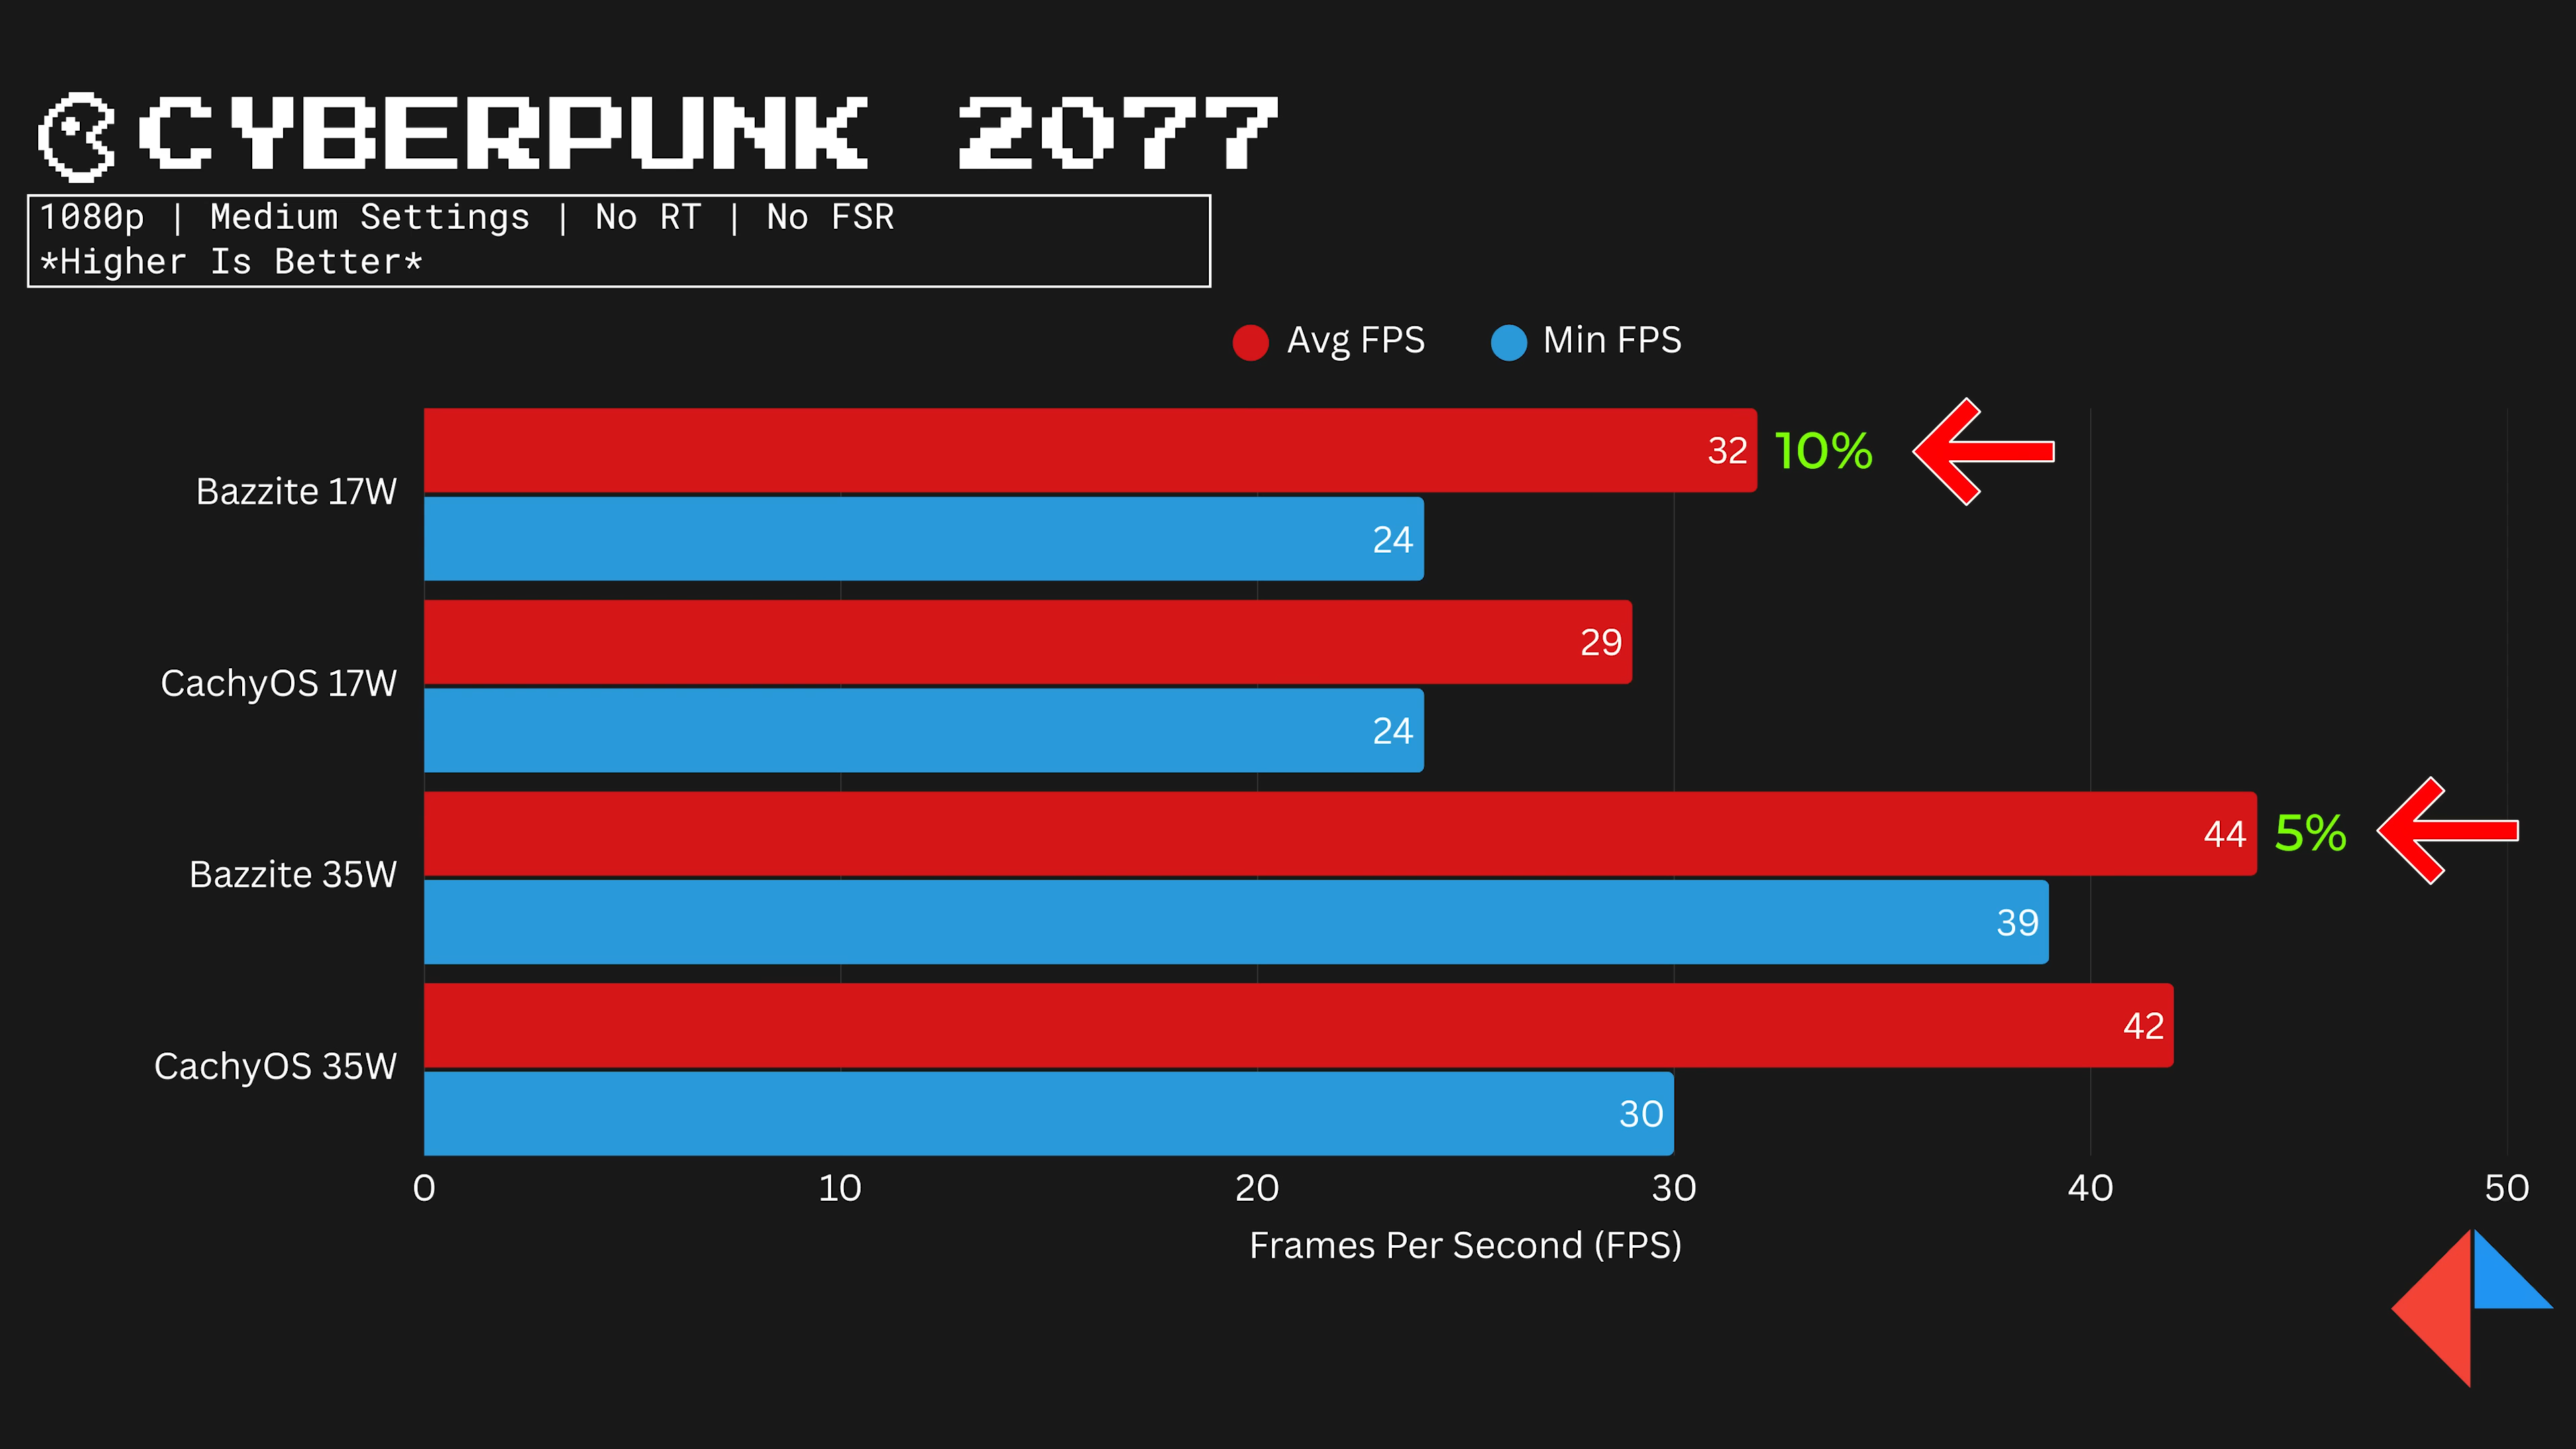 CYBERPUNK 2077
1080p | Medium Settings | No RT | No FSR
*Higher Is Better*
Avg FPS
Min FPS
Bazzite 17W
32
10%
24
CachyOS 17W
29
24
Bazzite 35W
44
5%
39
CachyOS 35W
42
30
0 10 20 30 40 50
Frames Per Second (FPS)